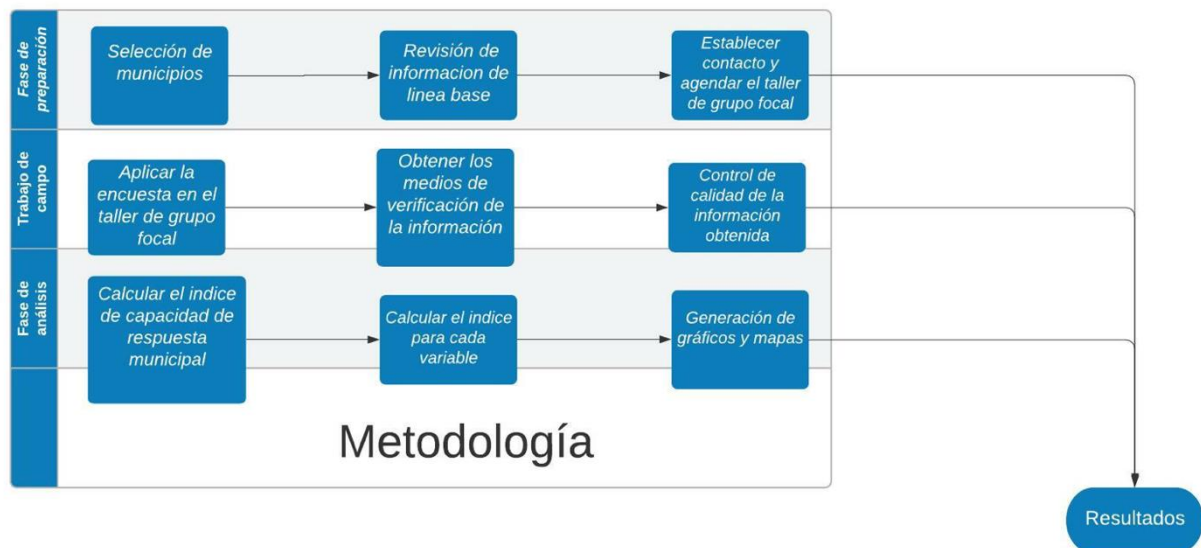 Fase de
preparación
Selección de
municipios
Revisión de
informacion de
linea base
Establecer
contacto y
agendar el taller
de grupo focal
Trabajo de
campo
Aplicar la
encuesta en el
taller de grupo
focal
Obtener los
medios de
verificación de
la información
Control de
calidad de la
información
obtenida
Fase de
análisis
Calcular el indice
de capacidad de
respuesta
municipal
Calcular el indice
para cada
variable
Generación de
gráficos y mapas
Metodología
Resultados